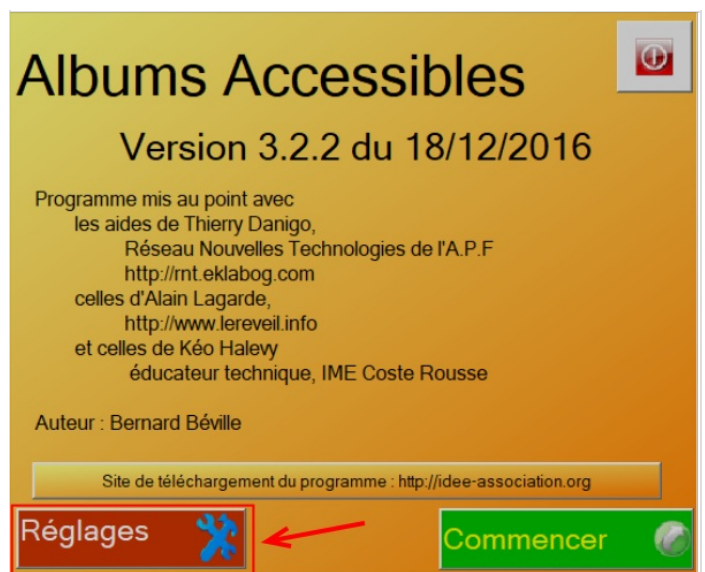 Albums Accessibles
Version 3.2.2 du 18/12/2016
Programme mis au point avec
les aides de Thierry Danigo,
Réseau Nouvelles Technologies de l'A.P.F
http://rnt.eklabog.com
celles d'Alain Lagarde,
http://www.lereveil.info
et celles de Kéo Halevy
éducateur technique, IME Coste Rousse
Auteur : Bernard Béville
Site de téléchargement du programme : http://idee-association.org
Réglages
Commencer